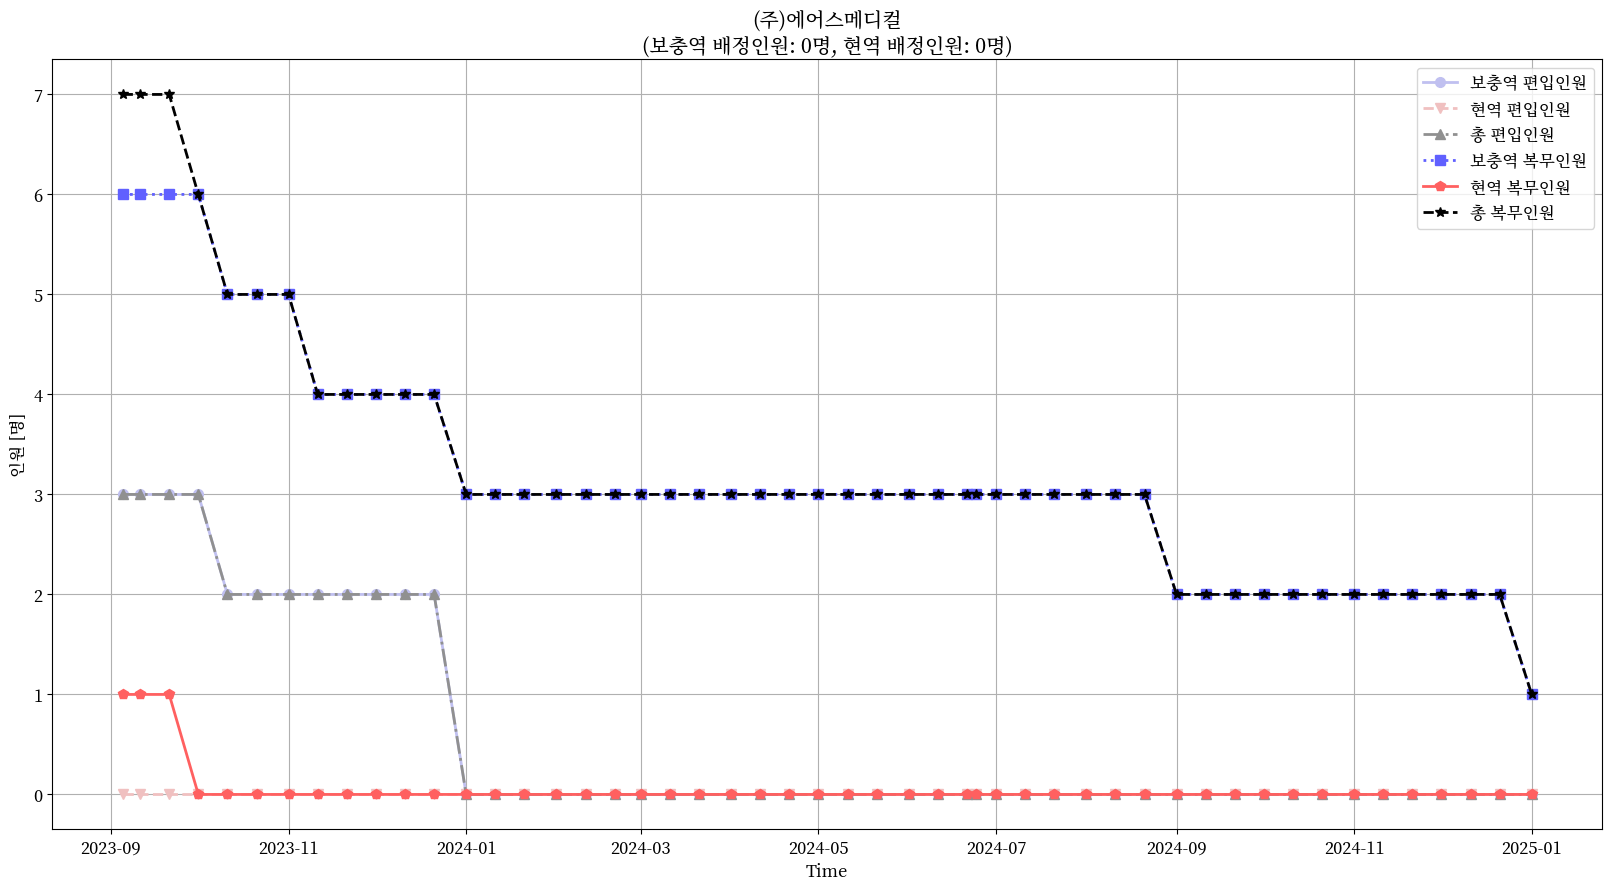 (주)에어스메디컬
(보충역 배정인원: 0명, 현역 배정인원: 0명)
보충역 편입인원
현역 편입인원
총 편입인원
보충역 복무인원
현역 복무인원
총 복무인원
인원 [명]
7
6
5
4
3
2
1
0
2023-09
2023-11
2024-01
2024-03
2024-05
2024-07
2024-09
2024-11
2025-01
Time